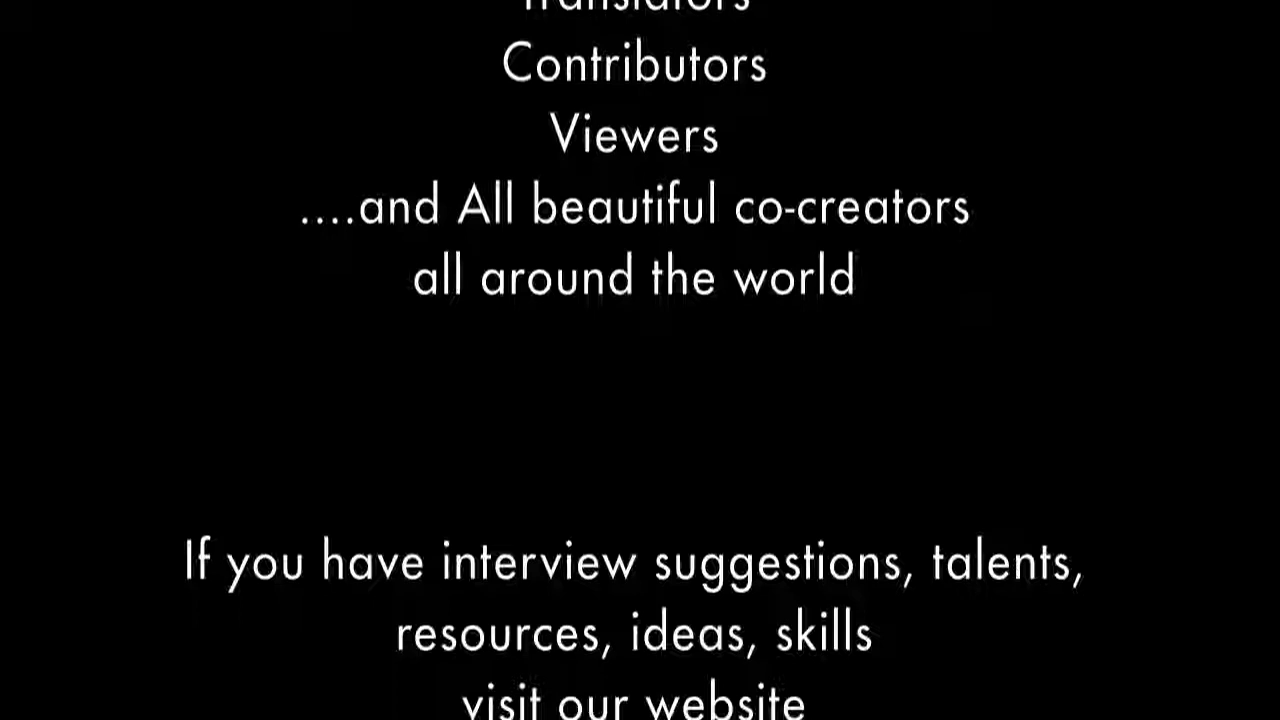 Translators
Contributors
Viewers
....and All beautiful co-creators
all around the world
If you have interview suggestions, talents,
resources, ideas, skills
visit our website